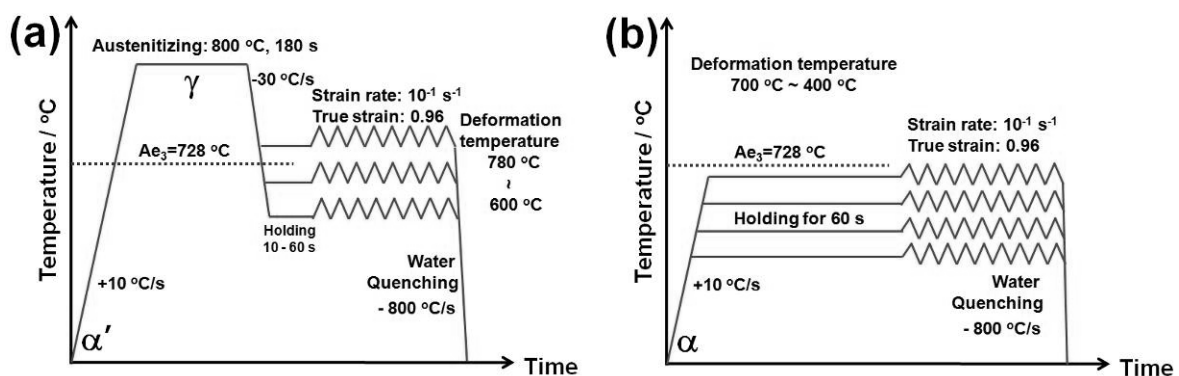 (a)
Temperature / °C
Austenitizing: 800 °C, 180 s
γ
-30 °C/s
Strain rate: 10⁻¹ s⁻¹
True strain: 0.96
Deformation
temperature
780 °C
~
600 °C
Ae₃=728 °C
Holding
10 - 60 s
+10 °C/s
Water
Quenching
- 800 °C/s
α′
Time
(b)
Temperature / °C
Deformation temperature
700 °C ~ 400 °C
Strain rate: 10⁻¹ s⁻¹
True strain: 0.96
Ae₃=728 °C
Holding for 60 s
+10 °C/s
Water
Quenching
- 800 °C/s
α
Time